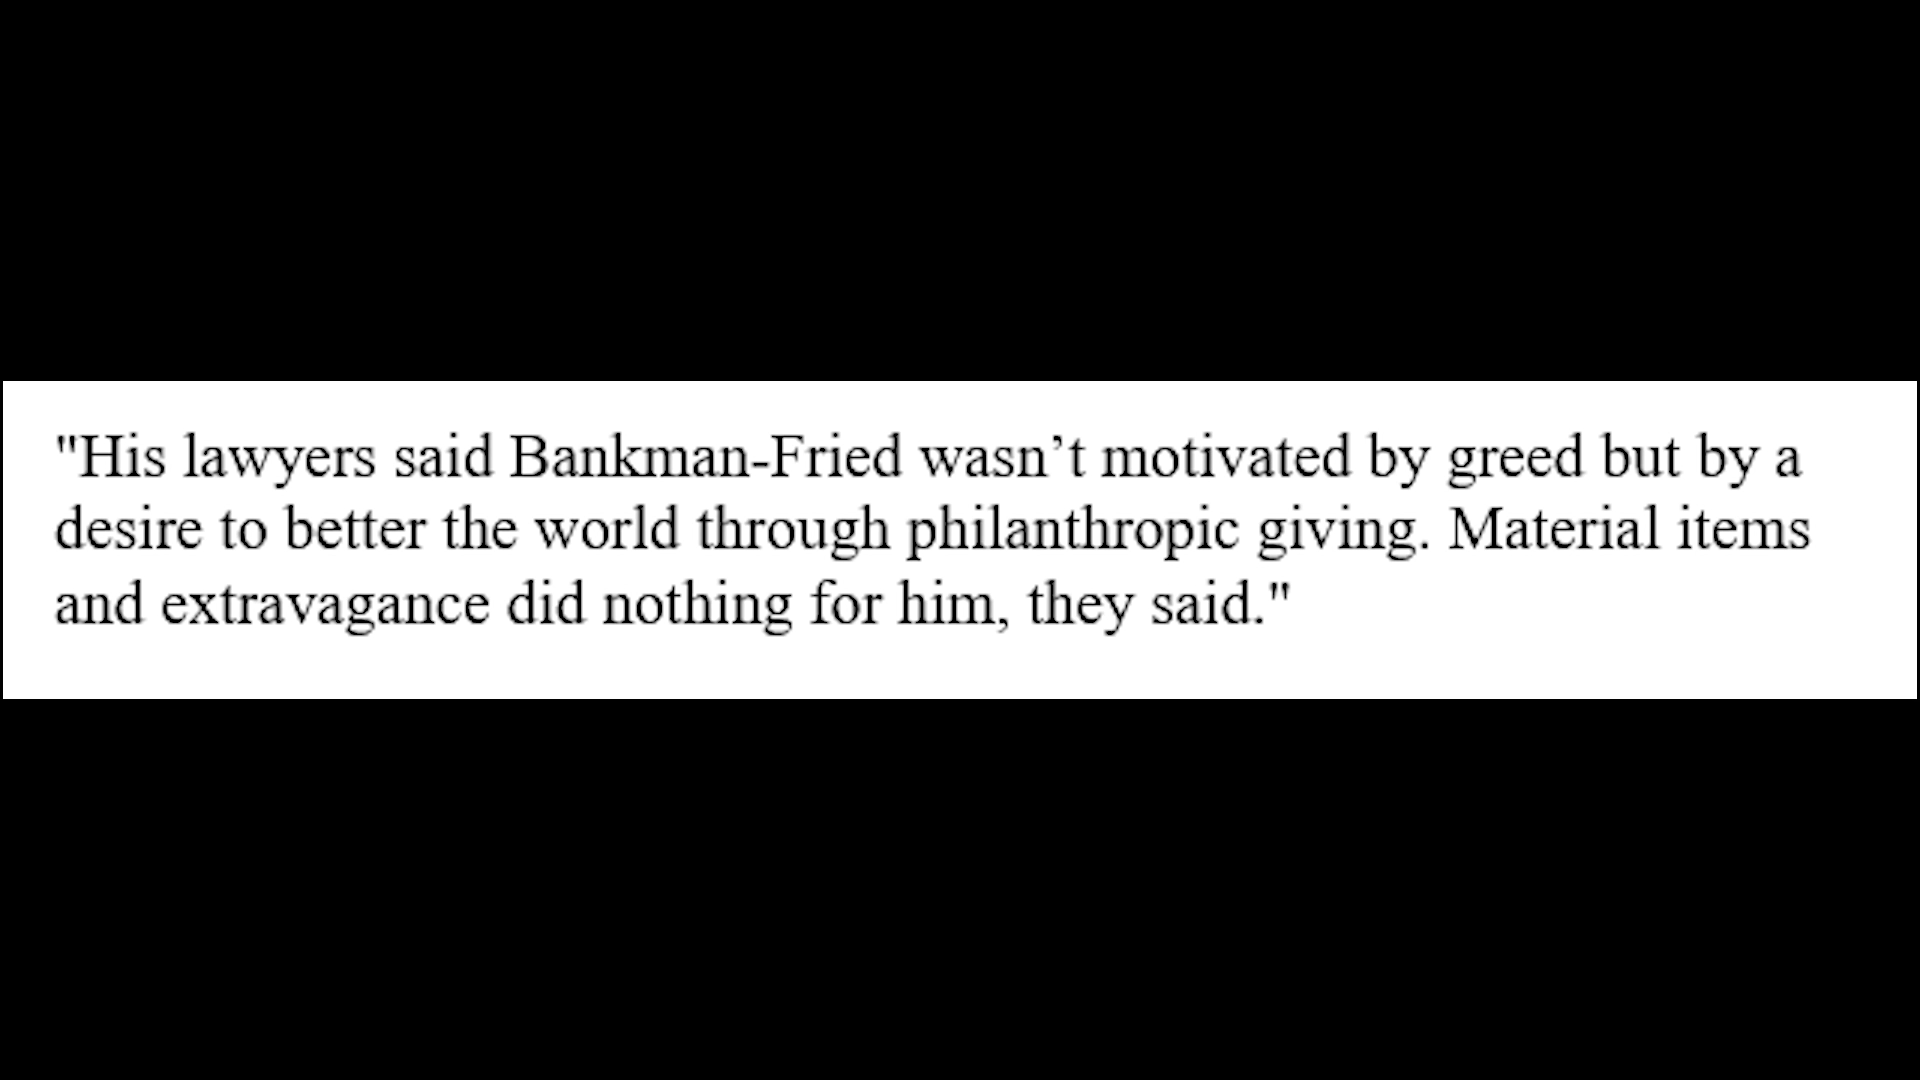 "His lawyers said Bankman-Fried wasn’t motivated by greed but by a
desire to better the world through philanthropic giving. Material items
and extravagance did nothing for him, they said."